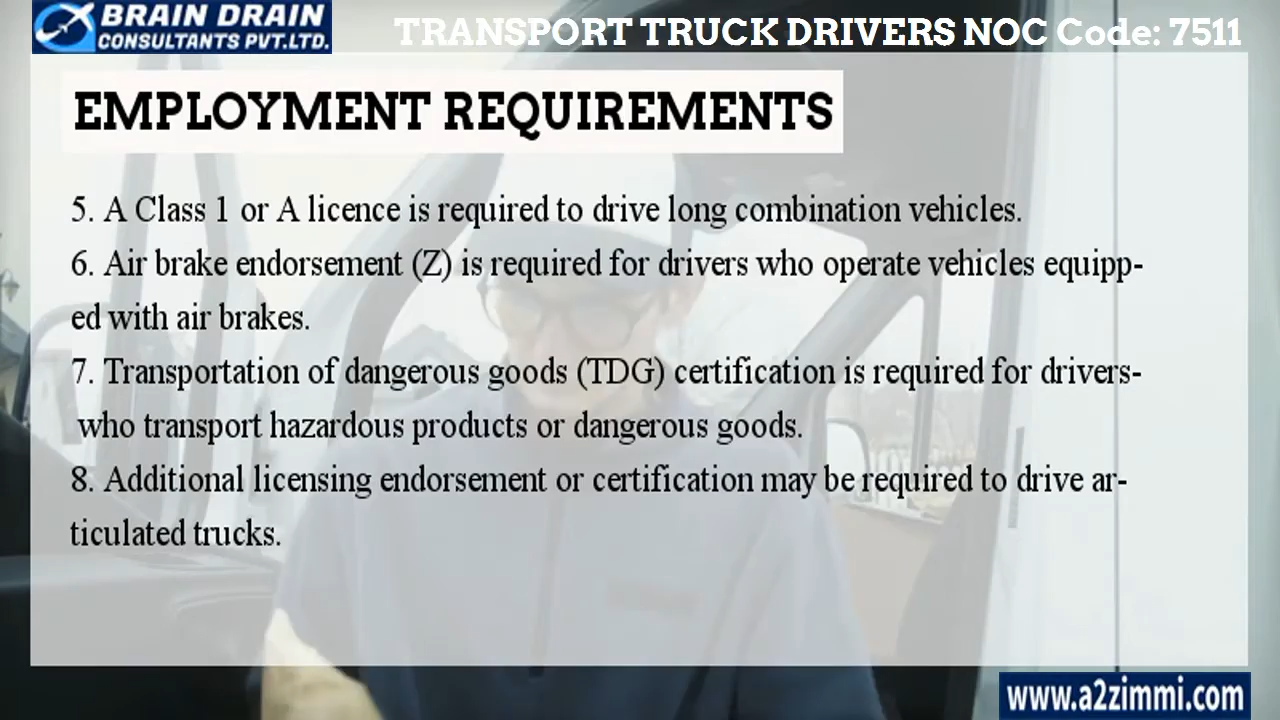 BRAIN DRAIN
CONSULTANTS PVT.LTD.
TRANSPORT TRUCK DRIVERS NOC Code: 7511
EMPLOYMENT REQUIREMENTS
5. A Class 1 or A licence is required to drive long combination vehicles.
6. Air brake endorsement (Z) is required for drivers who operate vehicles equipp-
ed with air brakes.
7. Transportation of dangerous goods (TDG) certification is required for drivers-
who transport hazardous products or dangerous goods.
8. Additional licensing endorsement or certification may be required to drive ar-
ticulated trucks.
www.a2zimmi.com